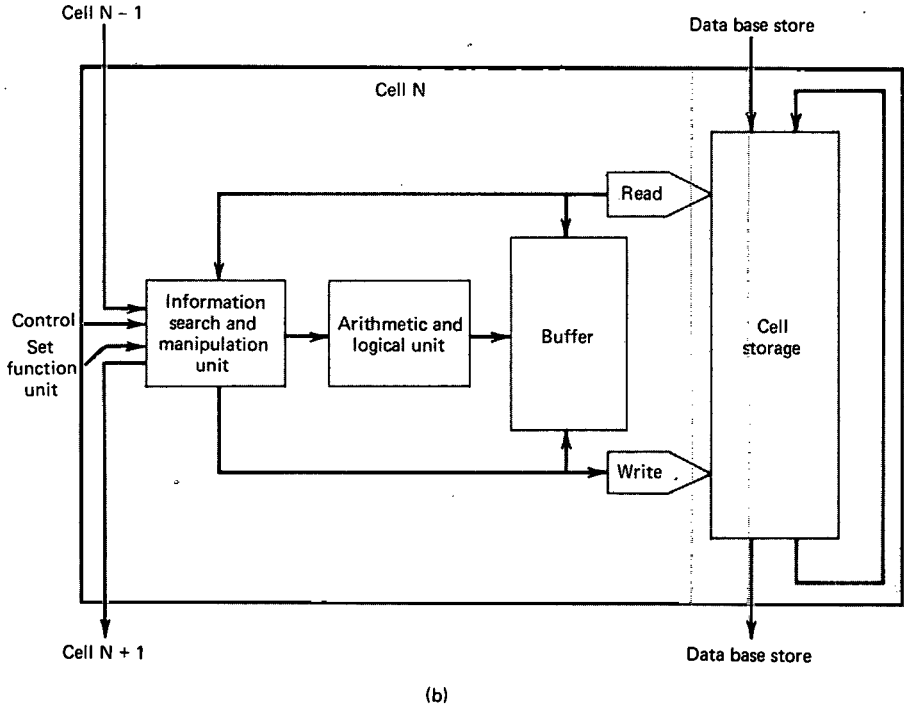 Cell N – 1
Data base store
Cell N
Read
Information
search and
manipulation
unit
Arithmetic and
logical unit
Buffer
Cell
storage
Control
Set
function
unit
Write
Cell N + 1
Data base store
(b)